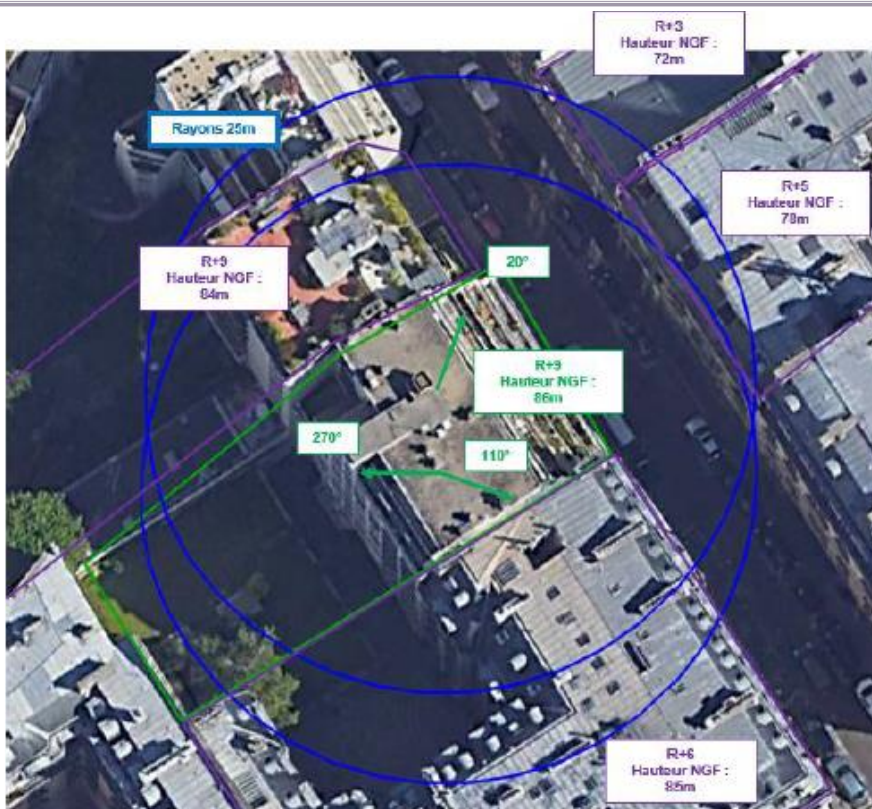 R+3
Hauteur NGF :
72m
Rayons 25m
R+5
Hauteur NGF :
78m
R+9
Hauteur NGF :
84m
20°
R+9
Hauteur NGF :
86m
270°
110°
R+6
Hauteur NGF :
85m